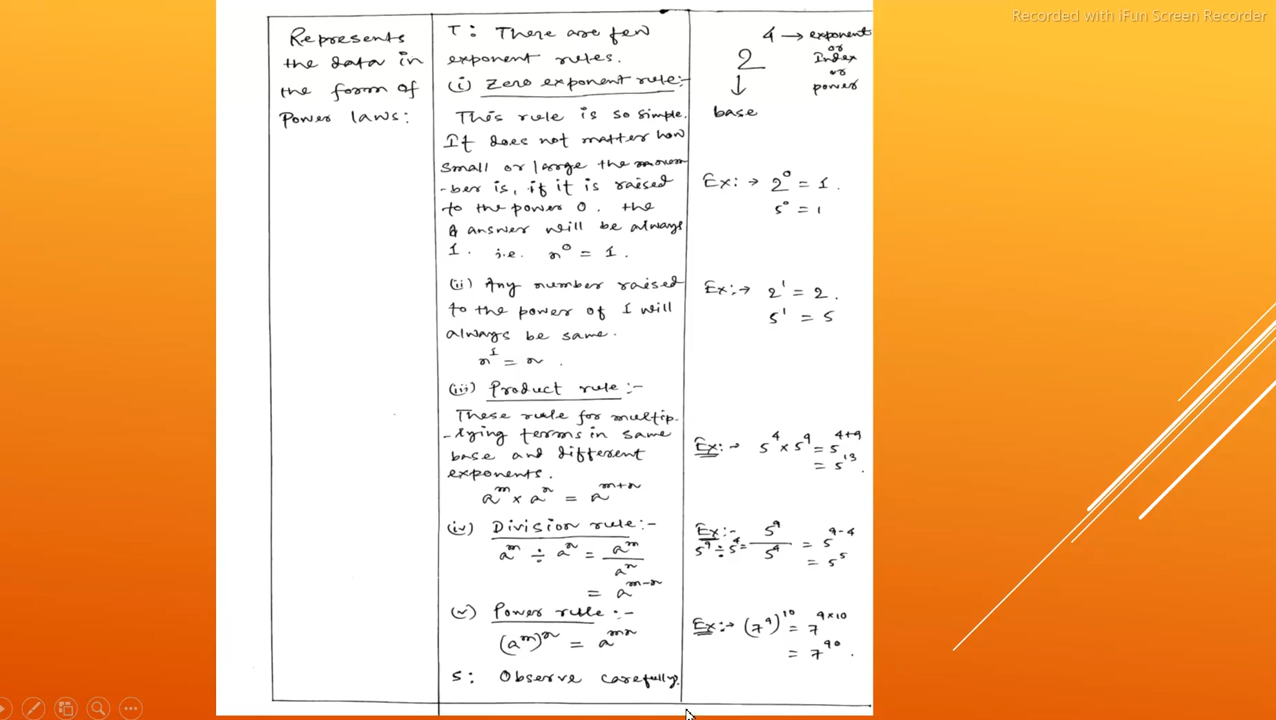 Recorded with iFun Screen Recorder
Represents
the data in
the form of
Power laws:
T: There are few
exponent rules.
(i) Zero exponent rule:-
This rule is so simple.
It does not matter how
small or large the num
-ber is, if it is raised
to the power 0. the
answer will be always
1. i.e. n⁰ = 1.
(ii) Any number raised
to the power of 1 will
always be same.
n¹ = n.
(iii) Product rule:-
These rule for multip-
-lying terms in same
base and different
exponents.
aᵐ × aⁿ = aᵐ⁺ⁿ
(iv) Division rule:-
aᵐ ÷ aⁿ = aᵐ/aⁿ
= aᵐ⁻ⁿ
(v) Power rule:-
(aᵐ)ⁿ = aᵐⁿ
S: Observe carefully.
4 → exponent
or
2 Index
or
↓ power
base
Ex: → 2⁰ = 1.
5⁰ = 1
Ex: → 2¹ = 2.
5¹ = 5
Ex: → 5⁴ × 5⁹ = 5⁴⁺⁹
= 5¹³.
Ex:-
5⁹ ÷ 5⁴ = 5⁹/5⁴ = 5⁹⁻⁴
= 5⁵
Ex: → (7⁹)¹⁰ = 7⁹ˣ¹⁰
= 7⁹⁰.